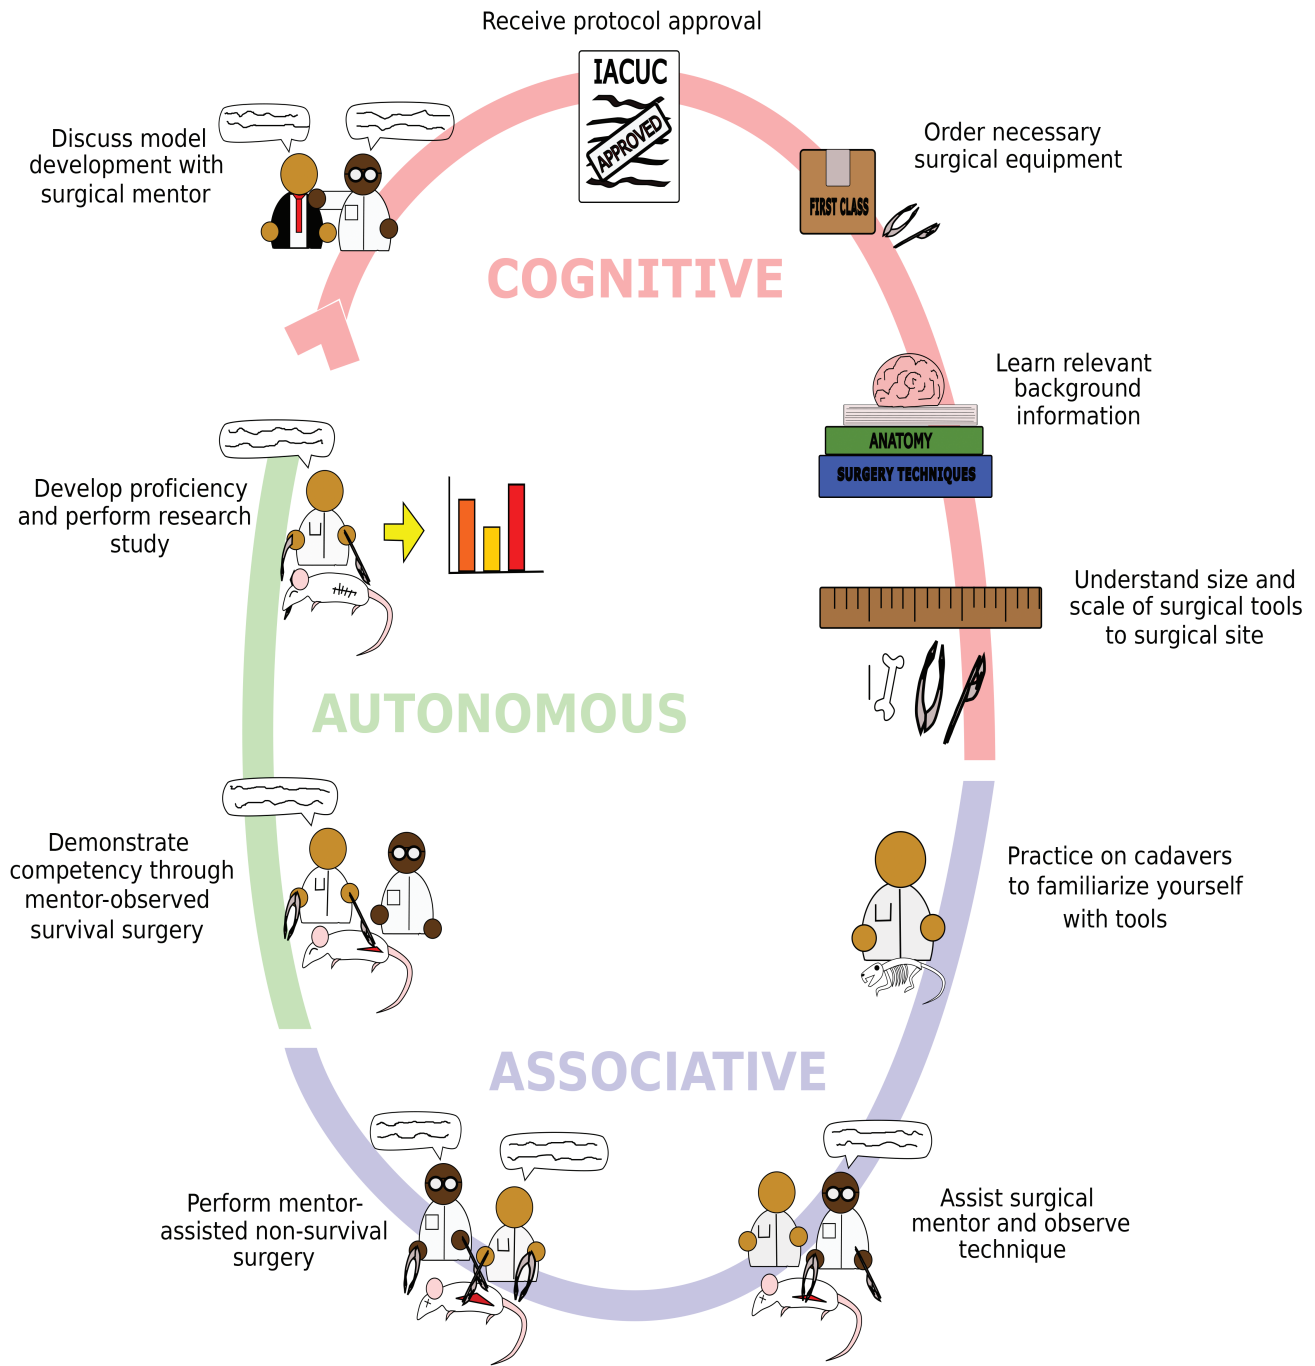 Receive protocol approval
IACUC
APPROVED
Discuss model
development with
surgical mentor
Order necessary
surgical equipment
FIRST CLASS
COGNITIVE
Learn relevant
background
information
ANATOMY
SURGERY TECHNIQUES
Understand size and
scale of surgical tools
to surgical site
Practice on cadavers
to familiarize yourself
with tools
ASSOCIATIVE
Assist surgical
mentor and observe
technique
Perform mentor-
assisted non-survival
surgery
Demonstrate
competency through
mentor-observed
survival surgery
AUTONOMOUS
Develop proficiency
and perform research
study